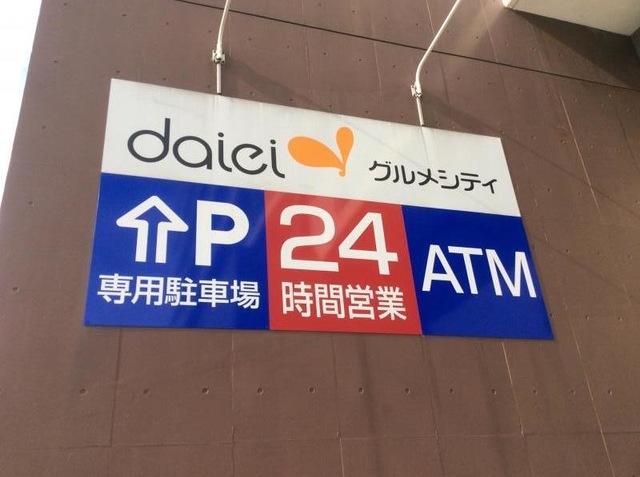 daiei グルメシティ
P
専用駐車場
24
時間営業
ATM